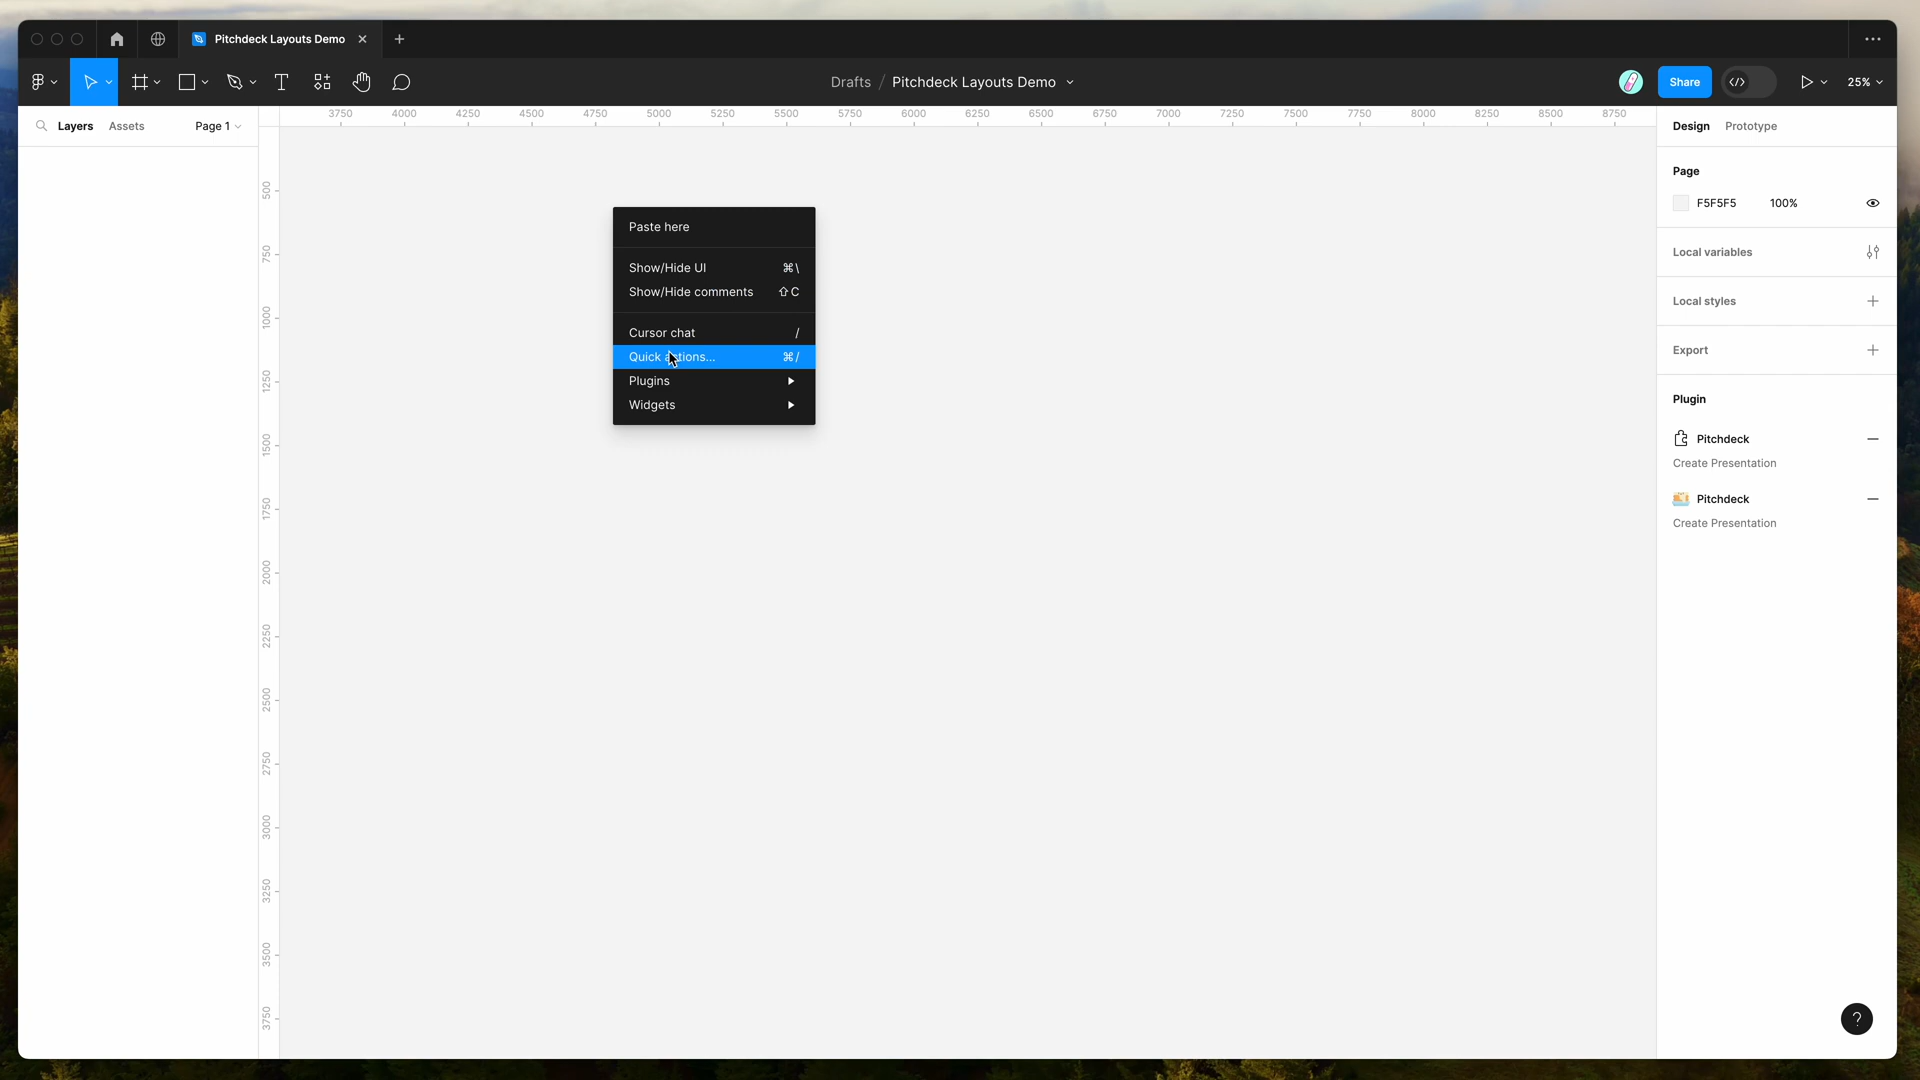 Pitchdeck Layouts Demo
Drafts / Pitchdeck Layouts Demo
Share
25%
Layers Assets Page 1
3750 4000 4250 4500 4750 5000 5250 5500 5750 6000 6250 6500 6750 7000 7250 7500 7750 8000 8250 8500 8750
500
750
1000
1250
1500
1750
2000
2250
2500
2750
3000
3250
3500
3750
Paste here
Show/Hide UI ⌘\
Show/Hide comments ⇧C
Cursor chat /
Quick actions... ⌘/
Plugins
Widgets
Design Prototype
Page
F5F5F5 100%
Local variables
Local styles
Export
Plugin
Pitchdeck
Create Presentation
Pitchdeck
Create Presentation
?